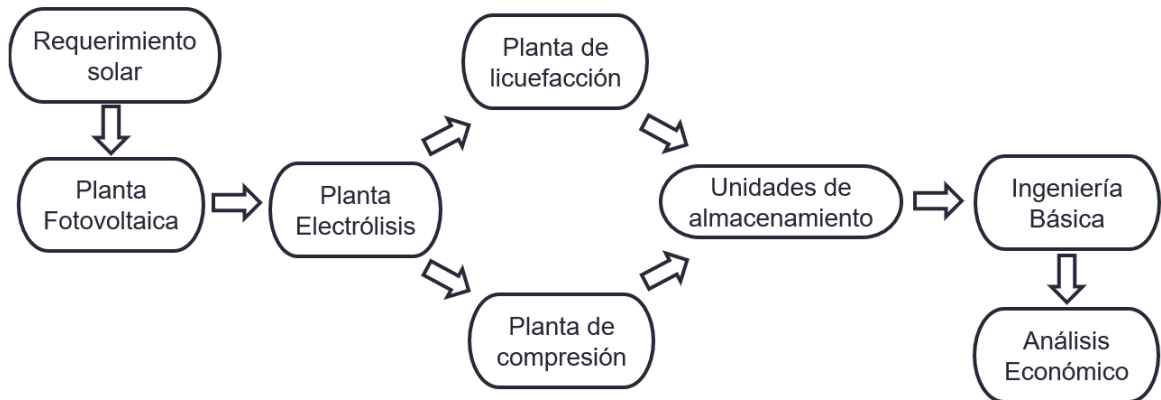 Requerimiento
solar
Planta
Fotovoltaica
Planta
Electrólisis
Planta de
licuefacción
Planta de
compresión
Unidades de
almacenamiento
Ingeniería
Básica
Análisis
Económico